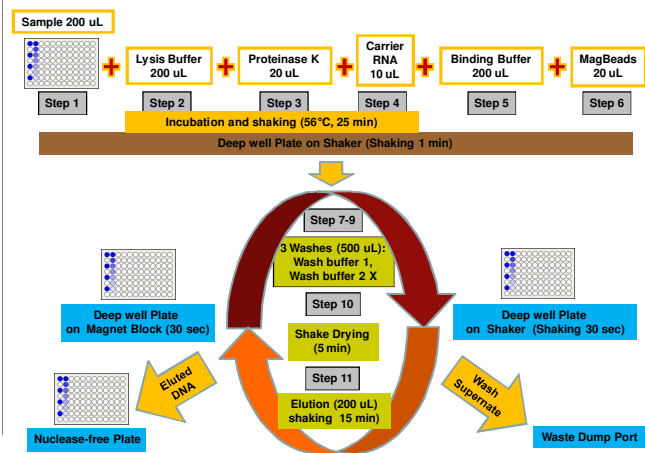 Sample 200 uL
Lysis Buffer
200 uL
Proteinase K
20 uL
Carrier
RNA
10 uL
Binding Buffer
200 uL
MagBeads
20 uL
Step 1
Step 2
Step 3
Step 4
Step 5
Step 6
Incubation and shaking (56°C, 25 min)
Deep well Plate on Shaker (Shaking 1 min)
Step 7-9
3 Washes (500 uL):
Wash buffer 1,
Wash buffer 2 X
Step 10
Shake Drying
(5 min)
Step 11
Elution (200 uL)
shaking 15 min)
Deep well Plate
on Magnet Block (30 sec)
Deep well Plate
on Shaker (Shaking 30 sec)
Eluted
DNA
Wash
Supernate
Nuclease-free Plate
Waste Dump Port